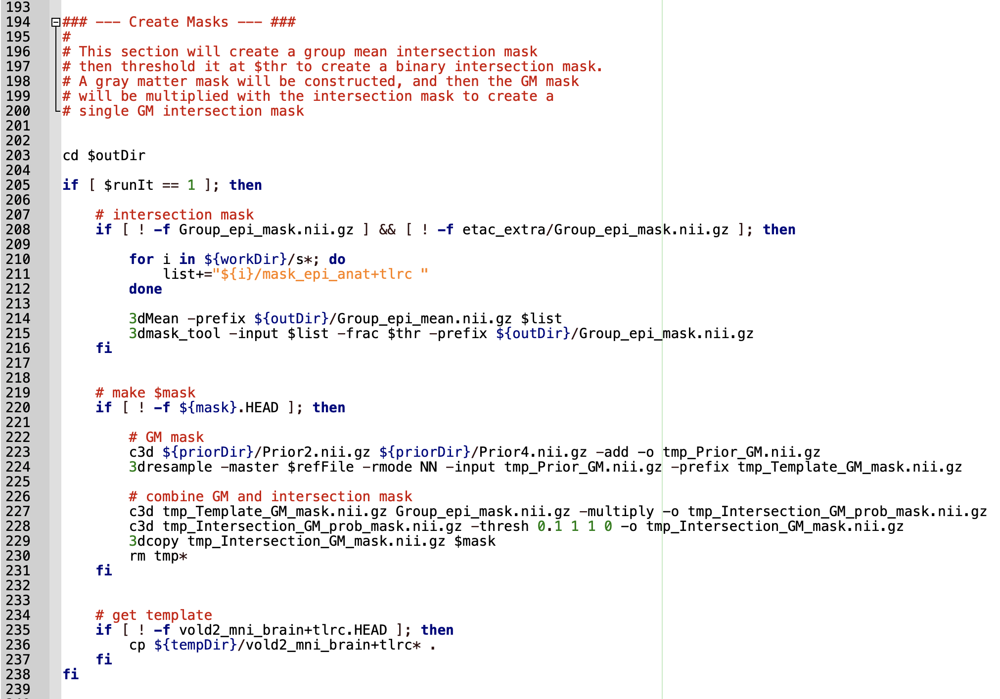 193
194 ### --- Create Masks --- ###
195 #
196 # This section will create a group mean intersection mask
197 # then threshold it at $thr to create a binary intersection mask.
198 # A gray matter mask will be constructed, and then the GM mask
199 # will be multiplied with the intersection mask to create a
200 # single GM intersection mask
201
202
203 cd $outDir
204
205 if [ $runIt == 1 ]; then
206
207     # intersection mask
208     if [ ! -f Group_epi_mask.nii.gz ] && [ ! -f etac_extra/Group_epi_mask.nii.gz ]; then
209
210         for i in ${workDir}/s*; do
211             list+="${i}/mask_epi_anat+tlrc "
212         done
213
214         3dMean -prefix ${outDir}/Group_epi_mean.nii.gz $list
215         3dmask_tool -input $list -frac $thr -prefix ${outDir}/Group_epi_mask.nii.gz
216     fi
217
218
219     # make $mask
220     if [ ! -f ${mask}.HEAD ]; then
221
222         # GM mask
223         c3d ${priorDir}/Prior2.nii.gz ${priorDir}/Prior4.nii.gz -add -o tmp_Prior_GM.nii.gz
224         3dresample -master $refFile -rmode NN -input tmp_Prior_GM.nii.gz -prefix tmp_Template_GM_mask.nii.gz
225
226         # combine GM and intersection mask
227         c3d tmp_Template_GM_mask.nii.gz Group_epi_mask.nii.gz -multiply -o tmp_Intersection_GM_prob_mask.nii.gz
228         c3d tmp_Intersection_GM_prob_mask.nii.gz -thresh 0.1 1 1 0 -o tmp_Intersection_GM_mask.nii.gz
229         3dcopy tmp_Intersection_GM_mask.nii.gz $mask
230         rm tmp*
231     fi
232
233
234     # get template
235     if [ ! -f vold2_mni_brain+tlrc.HEAD ]; then
236         cp ${tempDir}/vold2_mni_brain+tlrc* .
237     fi
238 fi
239